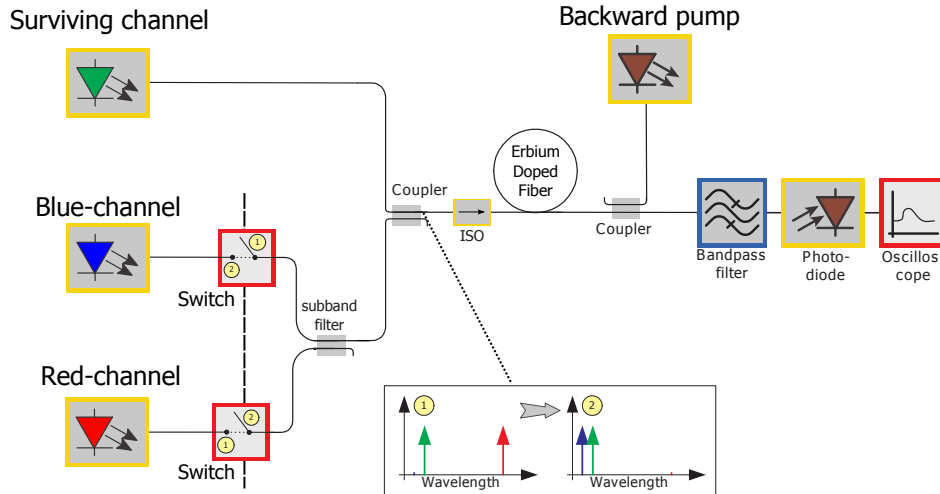 Surviving channel
Backward pump
Erbium
Doped
Fiber
Coupler
ISO
Coupler
Bandpass
filter
Photo-
diode
Oscillos
cope
Blue-channel
1
2
Switch
subband
filter
Red-channel
2
1
Switch
1
2
Wavelength
Wavelength